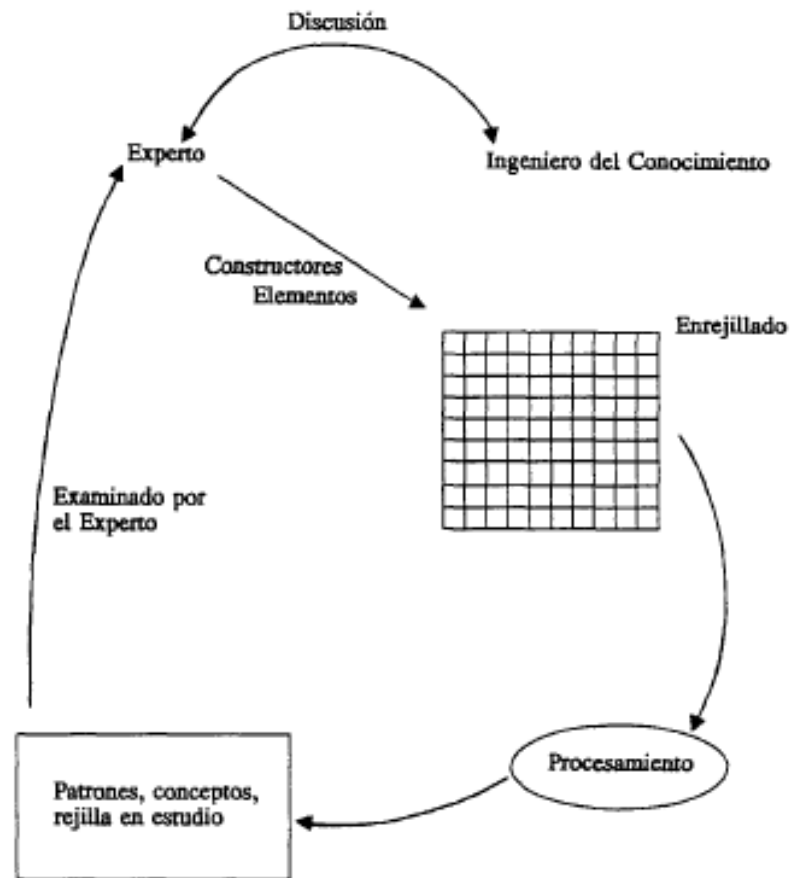 Discusión
Experto
Ingeniero del Conocimiento
Constructores
Elementos
Enrejillado
Examinado por
el Experto
Procesamiento
Patrones, conceptos,
rejilla en estudio